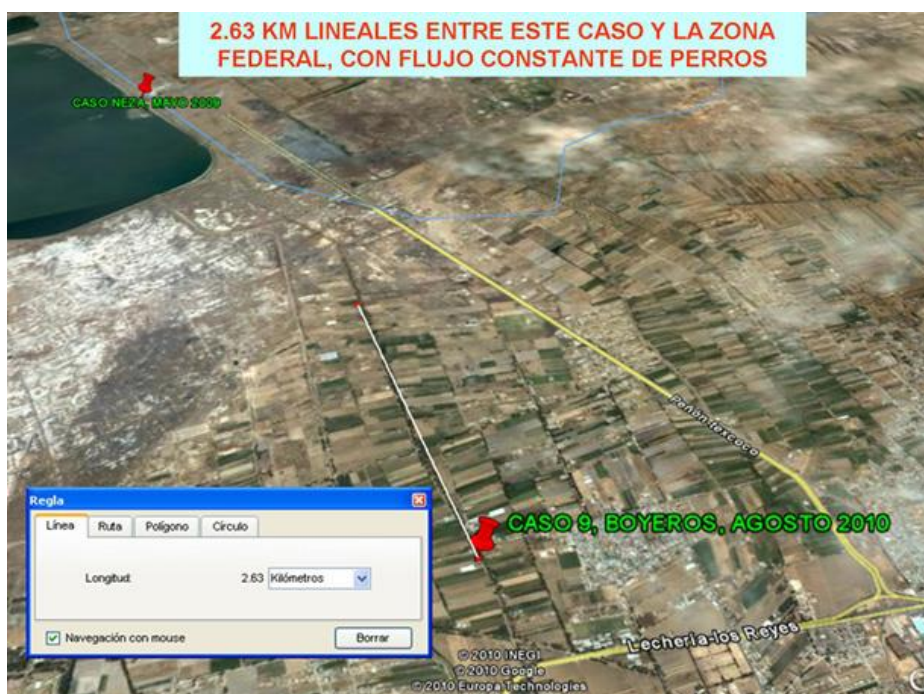 2.63 KM LINEALES ENTRE ESTE CASO Y LA ZONA
FEDERAL, CON FLUJO CONSTANTE DE PERROS
CASO NEZA, MAYO 2009
Peñon-texcoco
CASO 9, BOYEROS, AGOSTO 2010
Regla
Línea Ruta Polígono Círculo
Longitud: 2.63 Kilómetros
Navegación con mouse Borrar
Lechería-los Reyes
© 2010 INEGI
© 2010 Google
© 2010 Europa Technologies